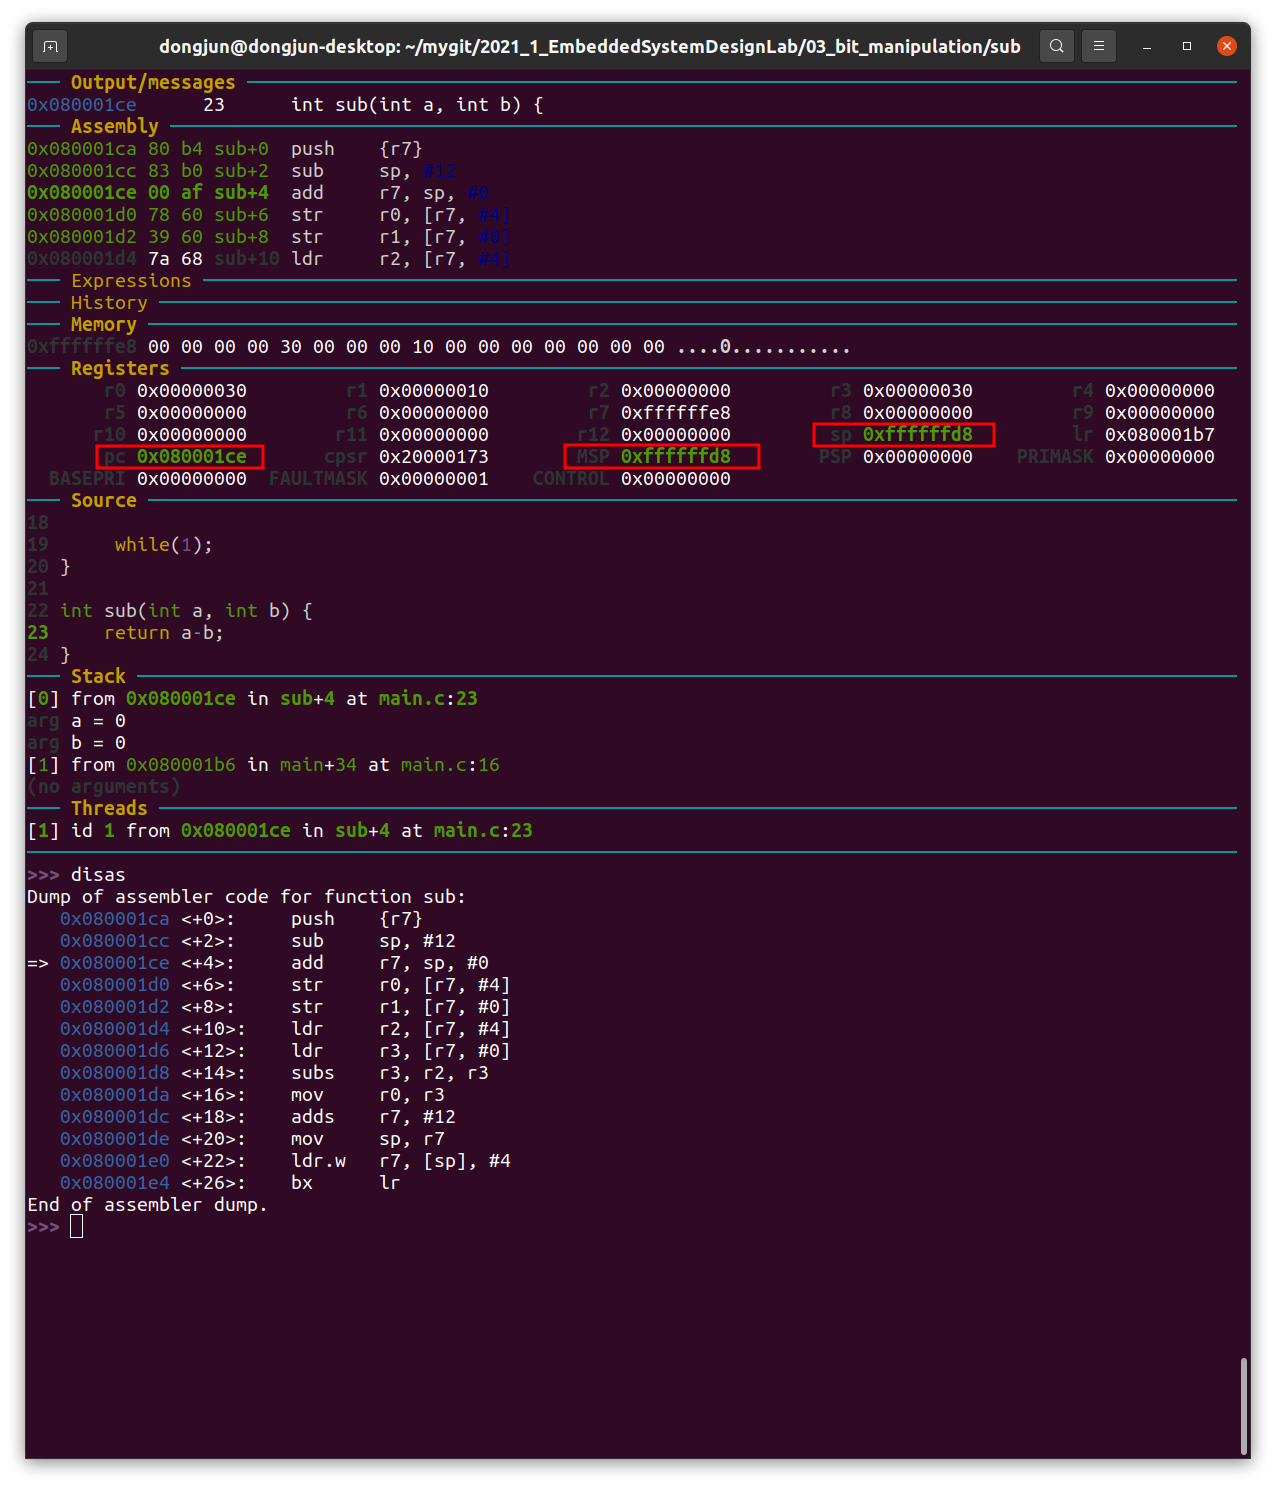 dongjun@dongjun-desktop: ~/mygit/2021_1_EmbeddedSystemDesignLab/03_bit_manipulation/sub
Output/messages
0x080001ce      23      int sub(int a, int b) {
Assembly
0x080001ca 80 b4 sub+0  push    {r7}
0x080001cc 83 b0 sub+2  sub     sp, #12
0x080001ce 00 af sub+4  add     r7, sp, #0
0x080001d0 78 60 sub+6  str     r0, [r7, #4]
0x080001d2 39 60 sub+8  str     r1, [r7, #0]
0x080001d4 7a 68 sub+10 ldr     r2, [r7, #4]
Expressions
History
Memory
0xffffffe8 00 00 00 00 30 00 00 00 10 00 00 00 00 00 00 00 ....0...........
Registers
r0 0x00000030 r1 0x00000010 r2 0x00000000 r3 0x00000030 r4 0x00000000
r5 0x00000000 r6 0x00000000 r7 0xffffffe8 r8 0x00000000 r9 0x00000000
r10 0x00000000 r11 0x00000000 r12 0x00000000 sp 0xffffffd8 lr 0x080001b7
pc 0x080001ce cpsr 0x20000173 MSP 0xffffffd8 PSP 0x00000000 PRIMASK 0x00000000
BASEPRI 0x00000000 FAULTMASK 0x00000001 CONTROL 0x00000000
Source
18
19      while(1);
20 }
21
22 int sub(int a, int b) {
23     return a-b;
24 }
Stack
[0] from 0x080001ce in sub+4 at main.c:23
arg a = 0
arg b = 0
[1] from 0x080001b6 in main+34 at main.c:16
(no arguments)
Threads
[1] id 1 from 0x080001ce in sub+4 at main.c:23
>>> disas
Dump of assembler code for function sub:
   0x080001ca <+0>:     push    {r7}
   0x080001cc <+2>:     sub     sp, #12
=> 0x080001ce <+4>:     add     r7, sp, #0
   0x080001d0 <+6>:     str     r0, [r7, #4]
   0x080001d2 <+8>:     str     r1, [r7, #0]
   0x080001d4 <+10>:    ldr     r2, [r7, #4]
   0x080001d6 <+12>:    ldr     r3, [r7, #0]
   0x080001d8 <+14>:    subs    r3, r2, r3
   0x080001da <+16>:    mov     r0, r3
   0x080001dc <+18>:    adds    r7, #12
   0x080001de <+20>:    mov     sp, r7
   0x080001e0 <+22>:    ldr.w   r7, [sp], #4
   0x080001e4 <+26>:    bx      lr
End of assembler dump.
>>>